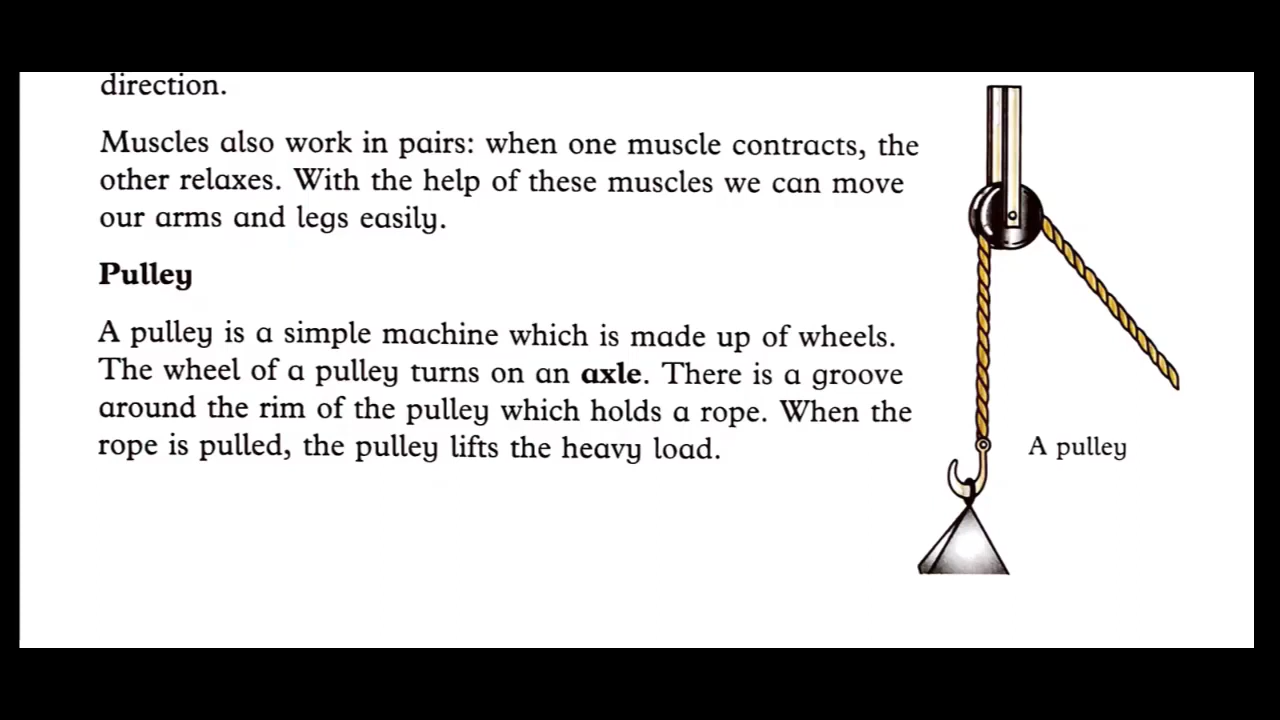 direction.
Muscles also work in pairs: when one muscle contracts, the
other relaxes. With the help of these muscles we can move
our arms and legs easily.
Pulley
A pulley is a simple machine which is made up of wheels.
The wheel of a pulley turns on an axle. There is a groove
around the rim of the pulley which holds a rope. When the
rope is pulled, the pulley lifts the heavy load.
A pulley